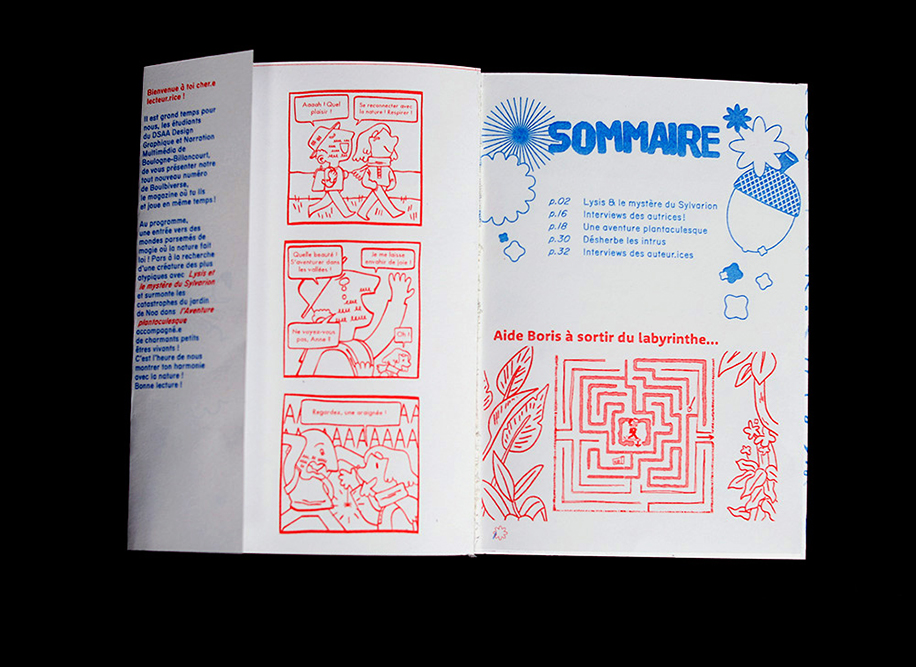 Bienvenue à toi cher.e
lecteur.rice !
Il est grand temps pour
nous, les étudiants
du DSAA Design
Graphique et Narration
Multimédia de
Boulogne-Billancourt,
de vous présenter notre
tout nouveau numéro
de Boulbiverse,
le magazine où tu lis
et joue en même temps !
Au programme,
une entrée vers des
mondes parsemés de
magie où la nature fait
loi ! Pars à la recherche
d'une créature des plus
atypiques avec Lysis et
le mystère du Sylvarion
et surmonte les
catastrophes du jardin
de Noa dans l'Aventure
plantaculesque
accompagné.e
de charmants petits
êtres vivants !
C'est l'heure de nous
montrer ton harmonie
avec la nature !
Bonne lecture !
Aaaah ! Quel
plaisir !
Se reconnecter avec
la nature ! Respirer !
Quelle beauté !
S'aventurer dans
les vallées !
Je me laisse
envahir de joie !
Ne voyez-vous
pas, Anne ?
Oh !
Regardez, une araignée !
SOMMAIRE
p.02 Lysis & le mystère du Sylvarion
p.16 Interviews des autrices!
p.18 Une aventure plantaculesque
p.30 Désherbe les intrus
p.32 Interviews des auteur.ices
Aide Boris à sortir du labyrinthe...